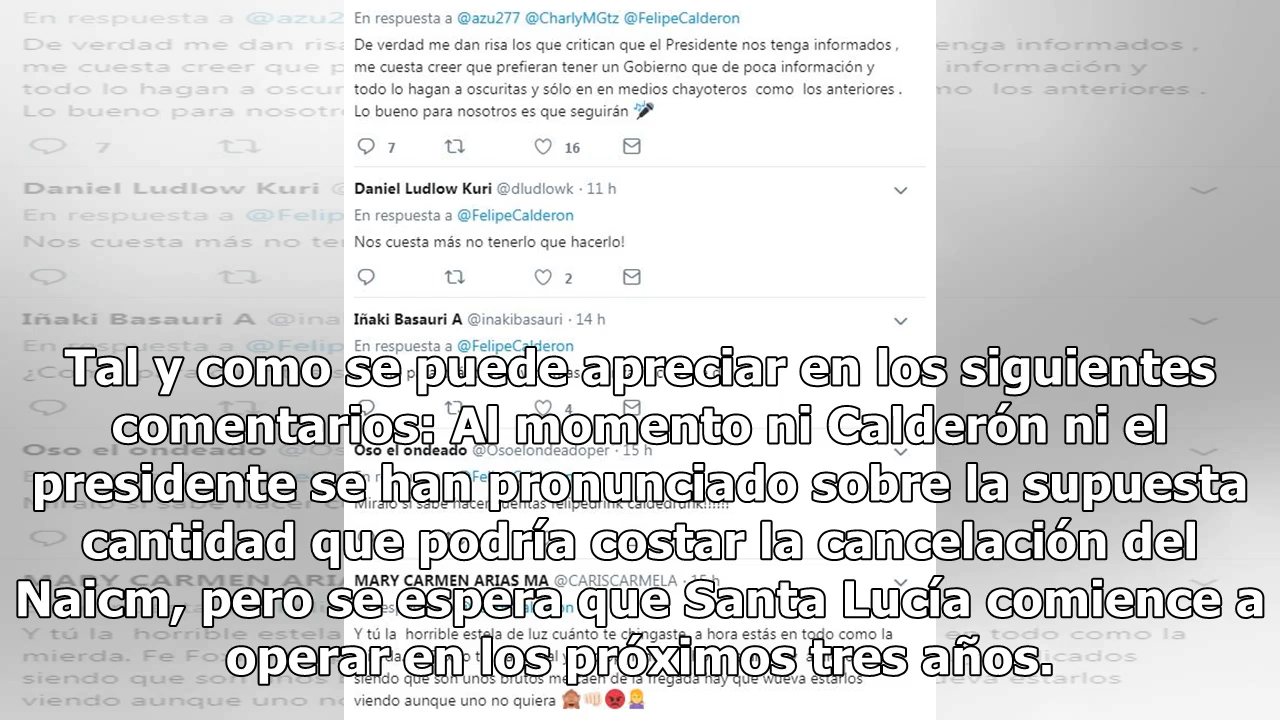 En respuesta a @azu277 @CharlyMGtz @FelipeCalderon
De verdad me dan risa los que critican que el Presidente nos tenga informados ,
me cuesta creer que prefieran tener un Gobierno que de poca información y
todo lo hagan a oscuritas y sólo en en medios chayoteros como los anteriores .
Lo bueno para nosotros es que seguirán
7 16
Daniel Ludlow Kuri @dludlowk · 11 h
En respuesta a @FelipeCalderon
Nos cuesta más no tenerlo que hacerlo!
2
Iñaki Basauri A @inakibasauri · 14 h
En respuesta a @FelipeCalderon
4
Oso el ondeado @Osoelondeadoper · 15 h
MARY CARMEN ARIAS MA @CARISCARMELA · 15 h
Y tú la horrible estela de luz cuánto te chingaste, a hora estás en todo como la
siendo que son unos brutos me caen de la fregada hay que wueva estarlos
viendo aunque uno no quiera
Tal y como se puede apreciar en los siguientes
comentarios: Al momento ni Calderón ni el
presidente se han pronunciado sobre la supuesta
cantidad que podría costar la cancelación del
Naicm, pero se espera que Santa Lucía comience a
operar en los próximos tres años.